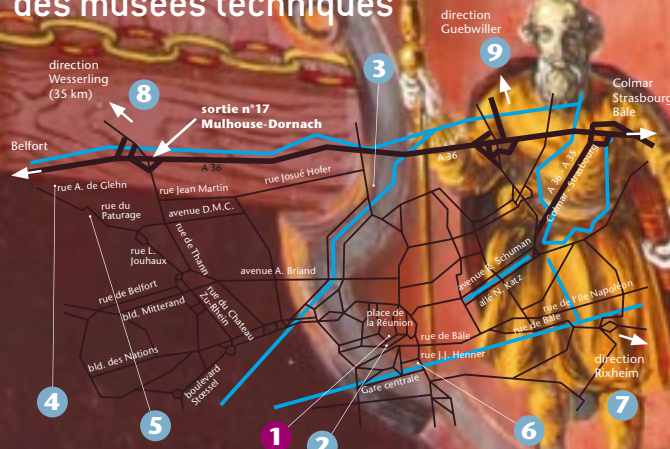 des musées techniques
direction
Guebwiller
9
direction
Wesserling
(35 km)
8
3
Colmar
Strasbourg
Bâle
sortie n°17
Mulhouse-Dornach
Belfort
A 36
A 36
A 36 - A 35
Colmar - Strasbourg
rue A. de Glehn
rue Jean Martin
rue Josué Hofer
rue du
Paturage
avenue D.M.C.
rue de Thann
rue L.
Jouhaux
avenue A. Briand
avenue R. Schuman
allé N. Katz
rue de Belfort
bld. Mitterand
rue du Château
Zu-Rhein
place de
la Réunion
rue de l'Ile Napoléon
rue de Bâle
rue de Bâle
rue J.J. Henner
bld. des Nations
boulevard
Stœssel
Gare centrale
direction
Rixheim
4
5
1
2
6
7